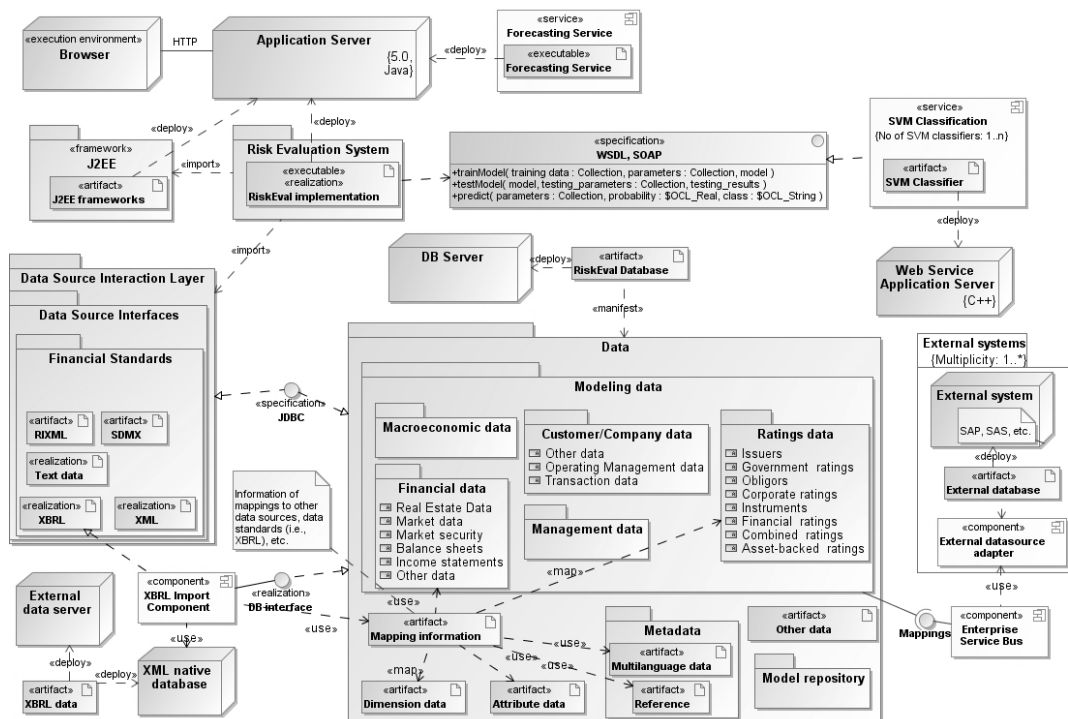 «execution environment»
Browser
HTTP
Application Server
{5.0,
Java}
«deploy»
«service»
Forecasting Service
«executable»
Forecasting Service
«deploy»
«deploy»
«framework»
J2EE
«artifact»
J2EE frameworks
«import»
Risk Evaluation System
«executable»
«realization»
RiskEval implementation
«specification»
WSDL, SOAP
+trainModel( training data : Collection, parameters : Collection, model )
+testModel( model, testing_parameters : Collection, testing_results )
+predict( parameters : Collection, probability : $OCL_Real, class : $OCL_String )
«service»
SVM Classification
{No of SVM classifiers: 1..n}
«artifact»
SVM Classifier
«deploy»
Web Service
Application Server
{C++}
«import»
DB Server
«deploy»
«artifact»
RiskEval Database
«manifest»
Data Source Interaction Layer
Data Source Interfaces
Financial Standards
«artifact»
RIXML
«artifact»
SDMX
«realization»
Text data
«realization»
XBRL
«realization»
XML
«specification»
JDBC
Information of
mappings to other
data sources, data
standards (i.e.,
XBRL), etc.
Data
Modeling data
Macroeconomic data
Financial data
Real Estate Data
Market data
Market security
Balance sheets
Income statements
Other data
Customer/Company data
Other data
Operating Management data
Transaction data
Management data
Ratings data
Issuers
Government ratings
Obligors
Corporate ratings
Instruments
Financial ratings
Combined ratings
Asset-backed ratings
«map»
External systems
{Multiplicity: 1..*}
External system
SAP, SAS, etc.
«deploy»
«artifact»
External database
«component»
External datasource
adapter
«use»
«component»
Enterprise
Service Bus
Mappings
External
data server
«deploy»
«artifact»
XBRL data
«deploy»
«component»
XBRL Import
Component
«use»
XML native
database
«realization»
DB interface
«use»
«use»
«artifact»
Mapping information
«map»
«use»
«use»
«use»
«artifact»
Dimension data
«artifact»
Attribute data
Metadata
«artifact»
Multilanguage data
«artifact»
Reference
«artifact»
Other data
Model repository